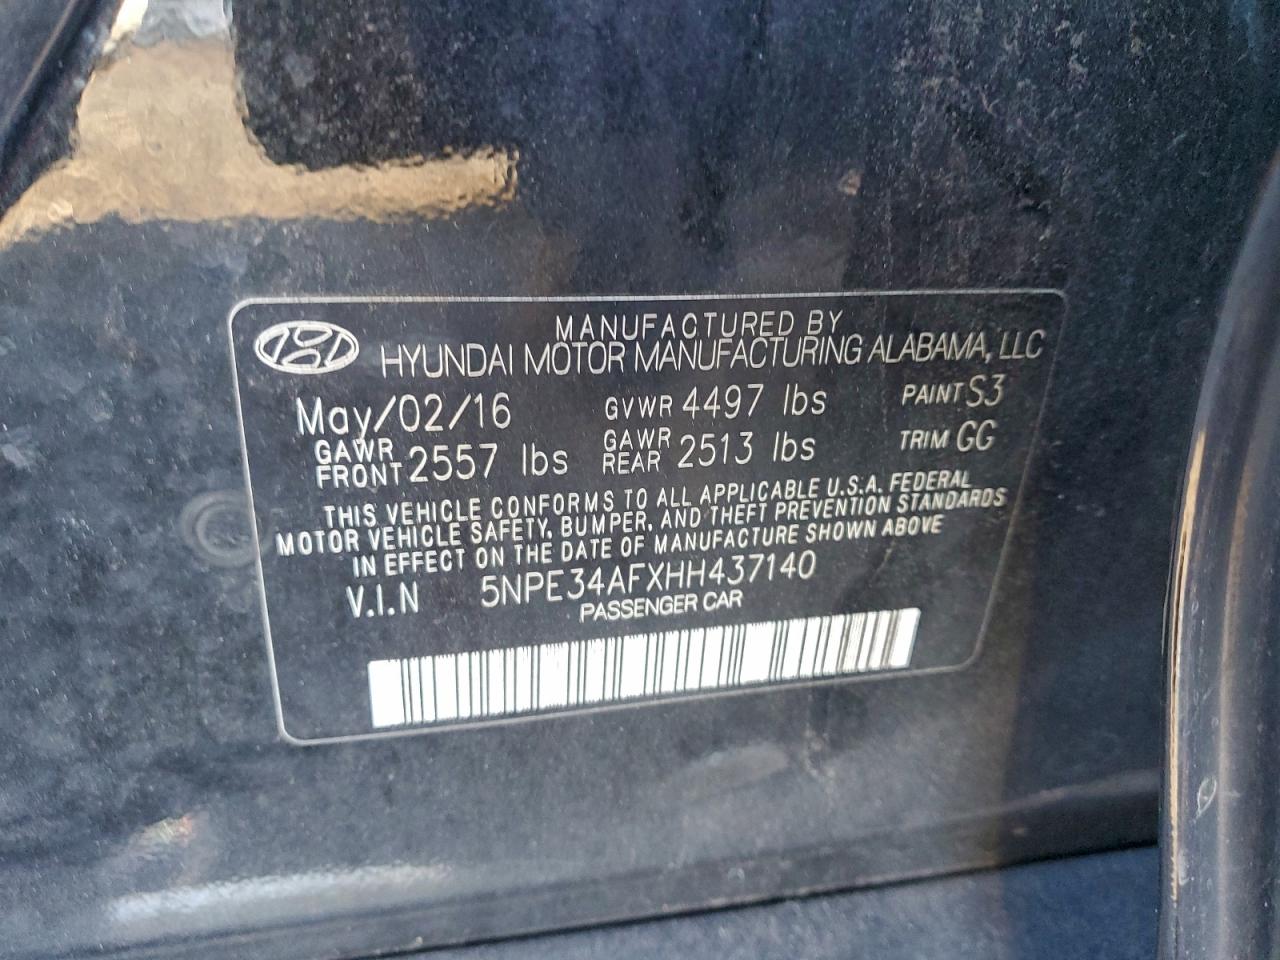 MANUFACTURED BY
HYUNDAI MOTOR MANUFACTURING ALABAMA, LLC
May/02/16 GVWR 4497 lbs PAINT S3
GAWR FRONT 2557 lbs GAWR REAR 2513 lbs TRIM GG
THIS VEHICLE CONFORMS TO ALL APPLICABLE U.S.A. FEDERAL
MOTOR VEHICLE SAFETY, BUMPER, AND THEFT PREVENTION STANDARDS
IN EFFECT ON THE DATE OF MANUFACTURE SHOWN ABOVE
V.I.N 5NPE34AFXHH437140
PASSENGER CAR